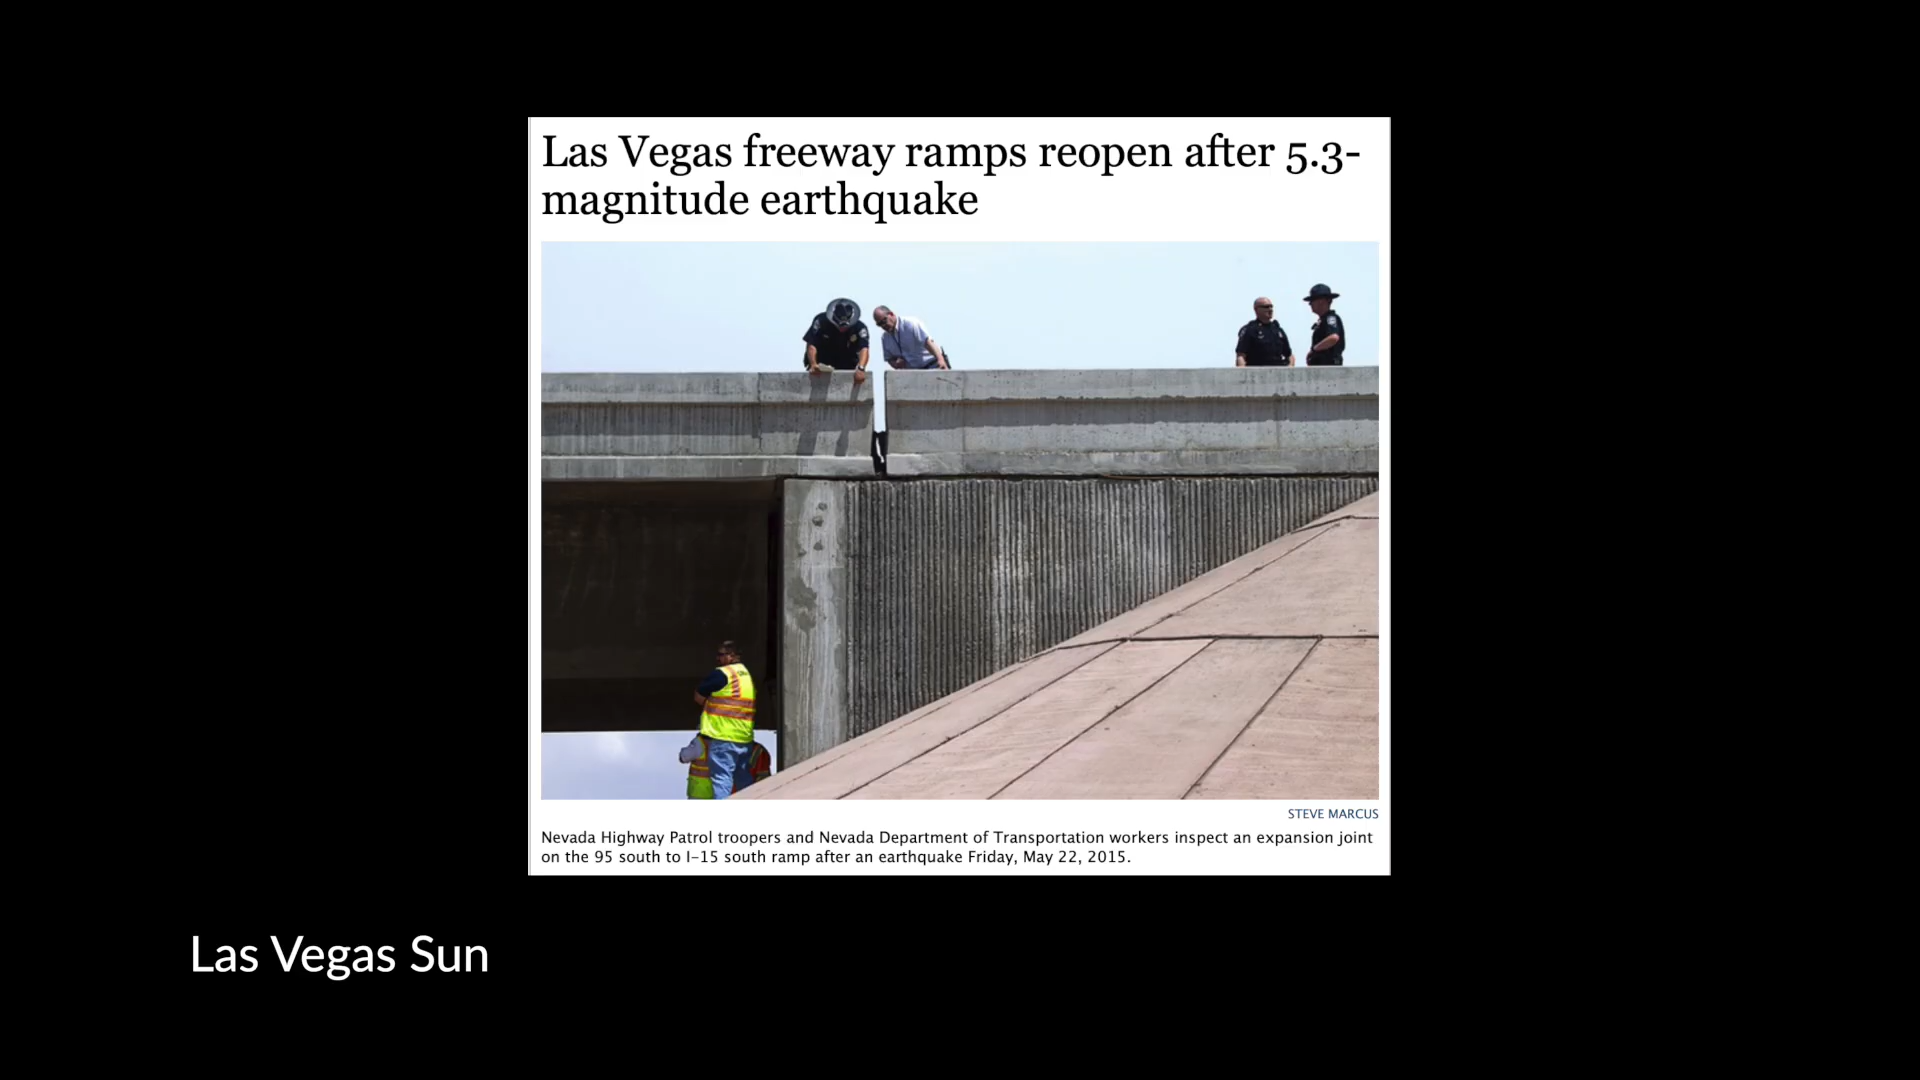 Las Vegas freeway ramps reopen after 5.3-
magnitude earthquake
STEVE MARCUS
Nevada Highway Patrol troopers and Nevada Department of Transportation workers inspect an expansion joint
on the 95 south to I-15 south ramp after an earthquake Friday, May 22, 2015.
Las Vegas Sun